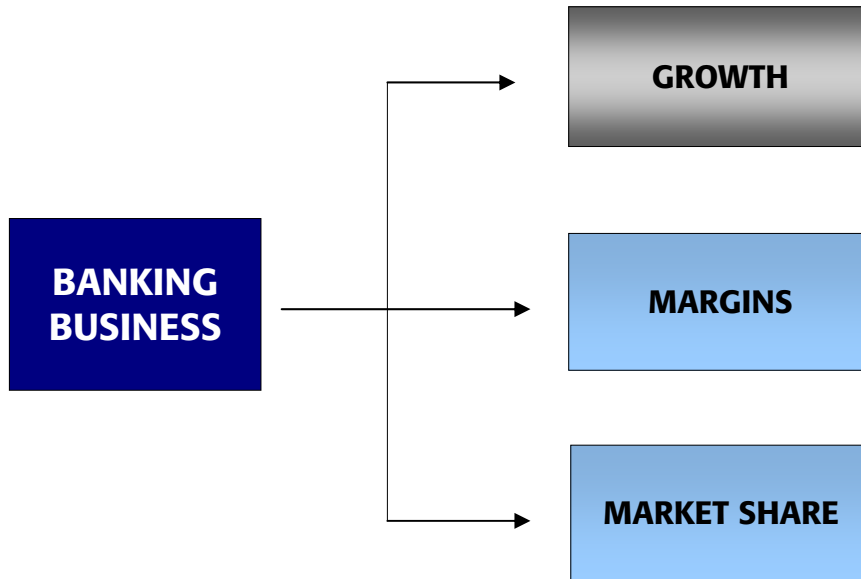 GROWTH
BANKING
BUSINESS
MARGINS
MARKET SHARE